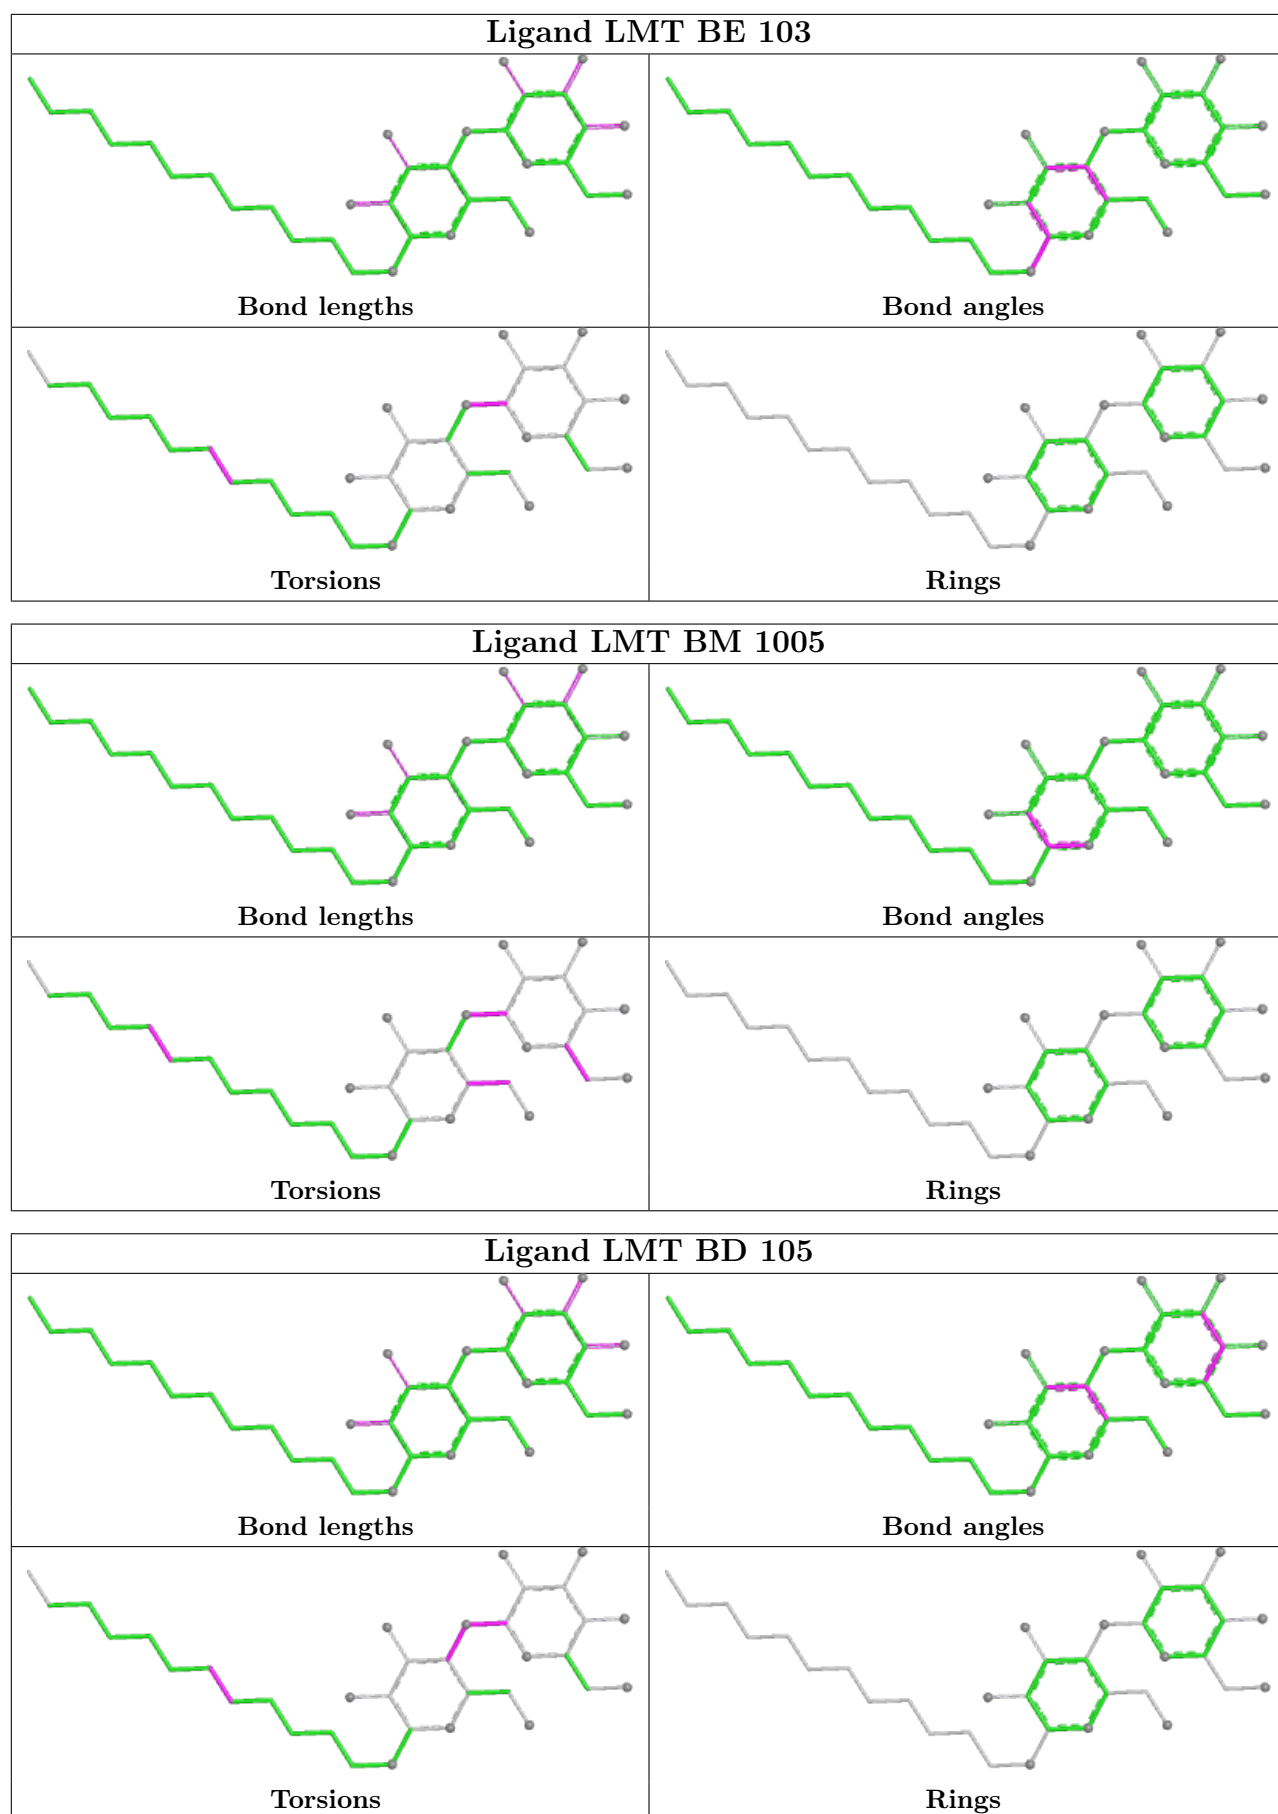 Ligand LMT BE 103
Bond lengths
Bond angles
Torsions
Rings
Ligand LMT BM 1005
Bond lengths
Bond angles
Torsions
Rings
Ligand LMT BD 105
Bond lengths
Bond angles
Torsions
Rings